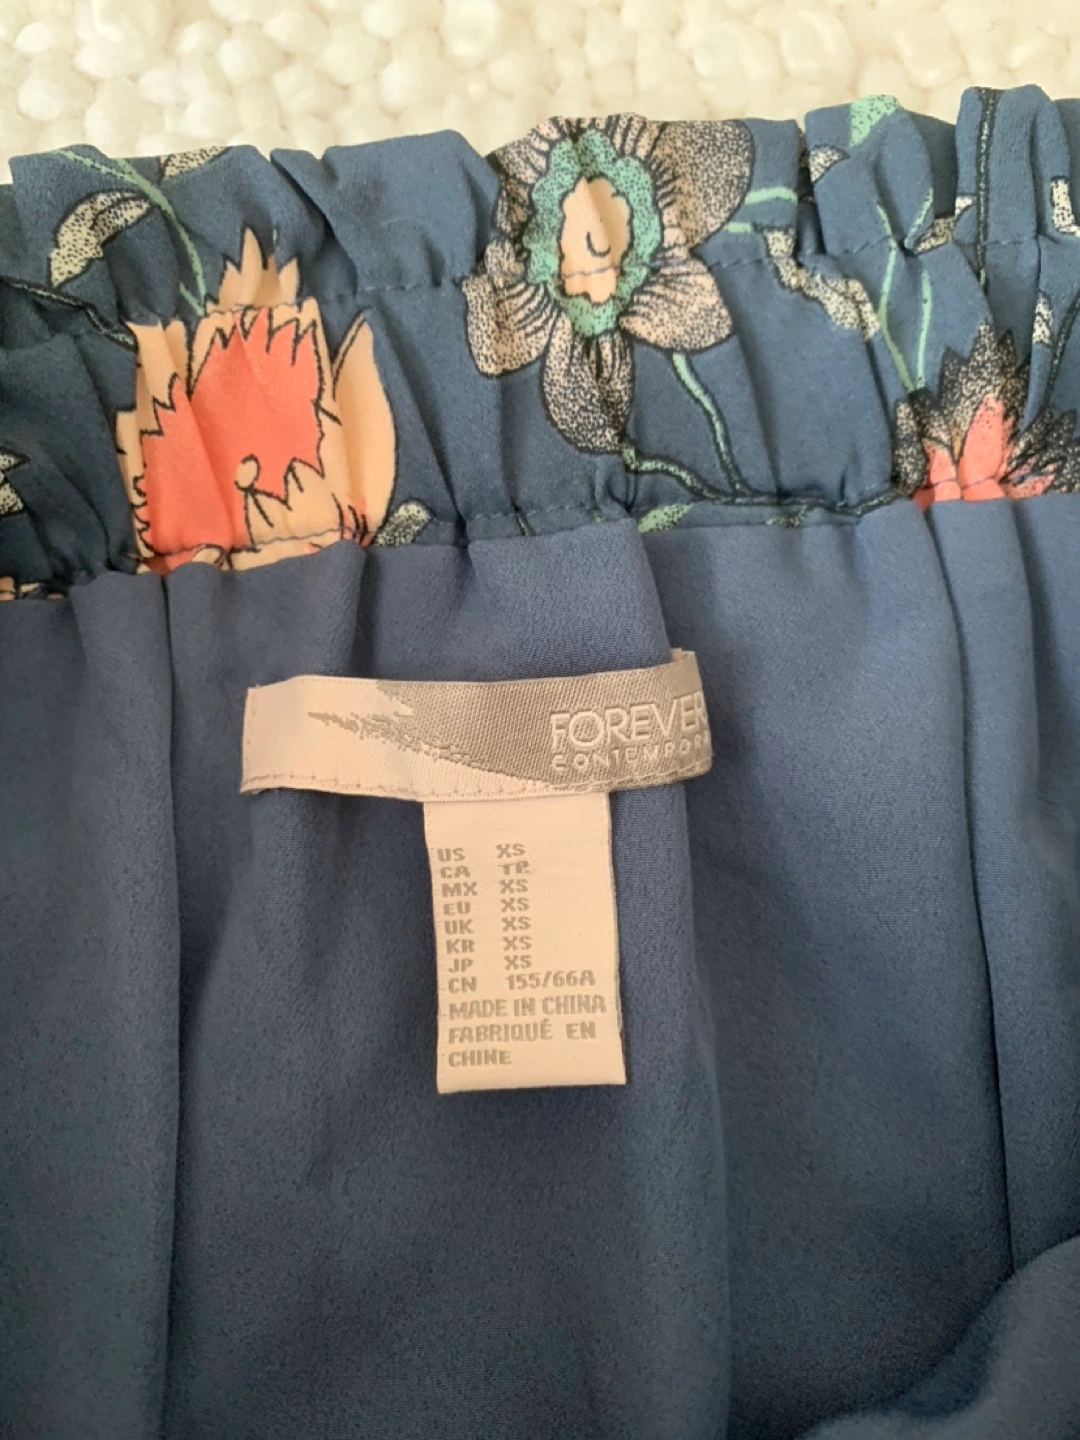 FOREVER
CONTEMPOR
US XS
CA TP
MX XS
EU XS
UK XS
KR XS
JP XS
CN 155/66A
MADE IN CHINA
FABRIQUÉ EN
CHINE